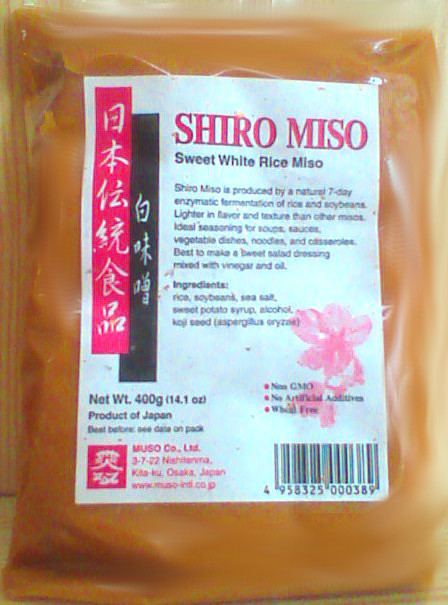 日本伝統食品
白味噌
SHIRO MISO
Sweet White Rice Miso
Shiro Miso is produced by a natural 7-day
enzymatic fermentation of rice and soybeans.
Lighter in flavor and texture than other misos.
Ideal seasoning for soups, sauces,
vegetable dishes, noodles, and casseroles.
Best to make a sweet salad dressing
mixed with vinegar and oil.
Ingredients:
rice, soybeans, sea salt,
sweet potato syrup, alcohol,
koji seed (aspergillus oryzae)
• Non GMO
• No Artificial Additives
• Wheat Free
Net Wt. 400g (14.1 oz)
Product of Japan
Best before: see date on pack
MUSO Co., Ltd.
3-7-22 Nishitenma,
Kita-ku, Osaka, Japan
www.muso-intl.co.jp
4 958325 000389